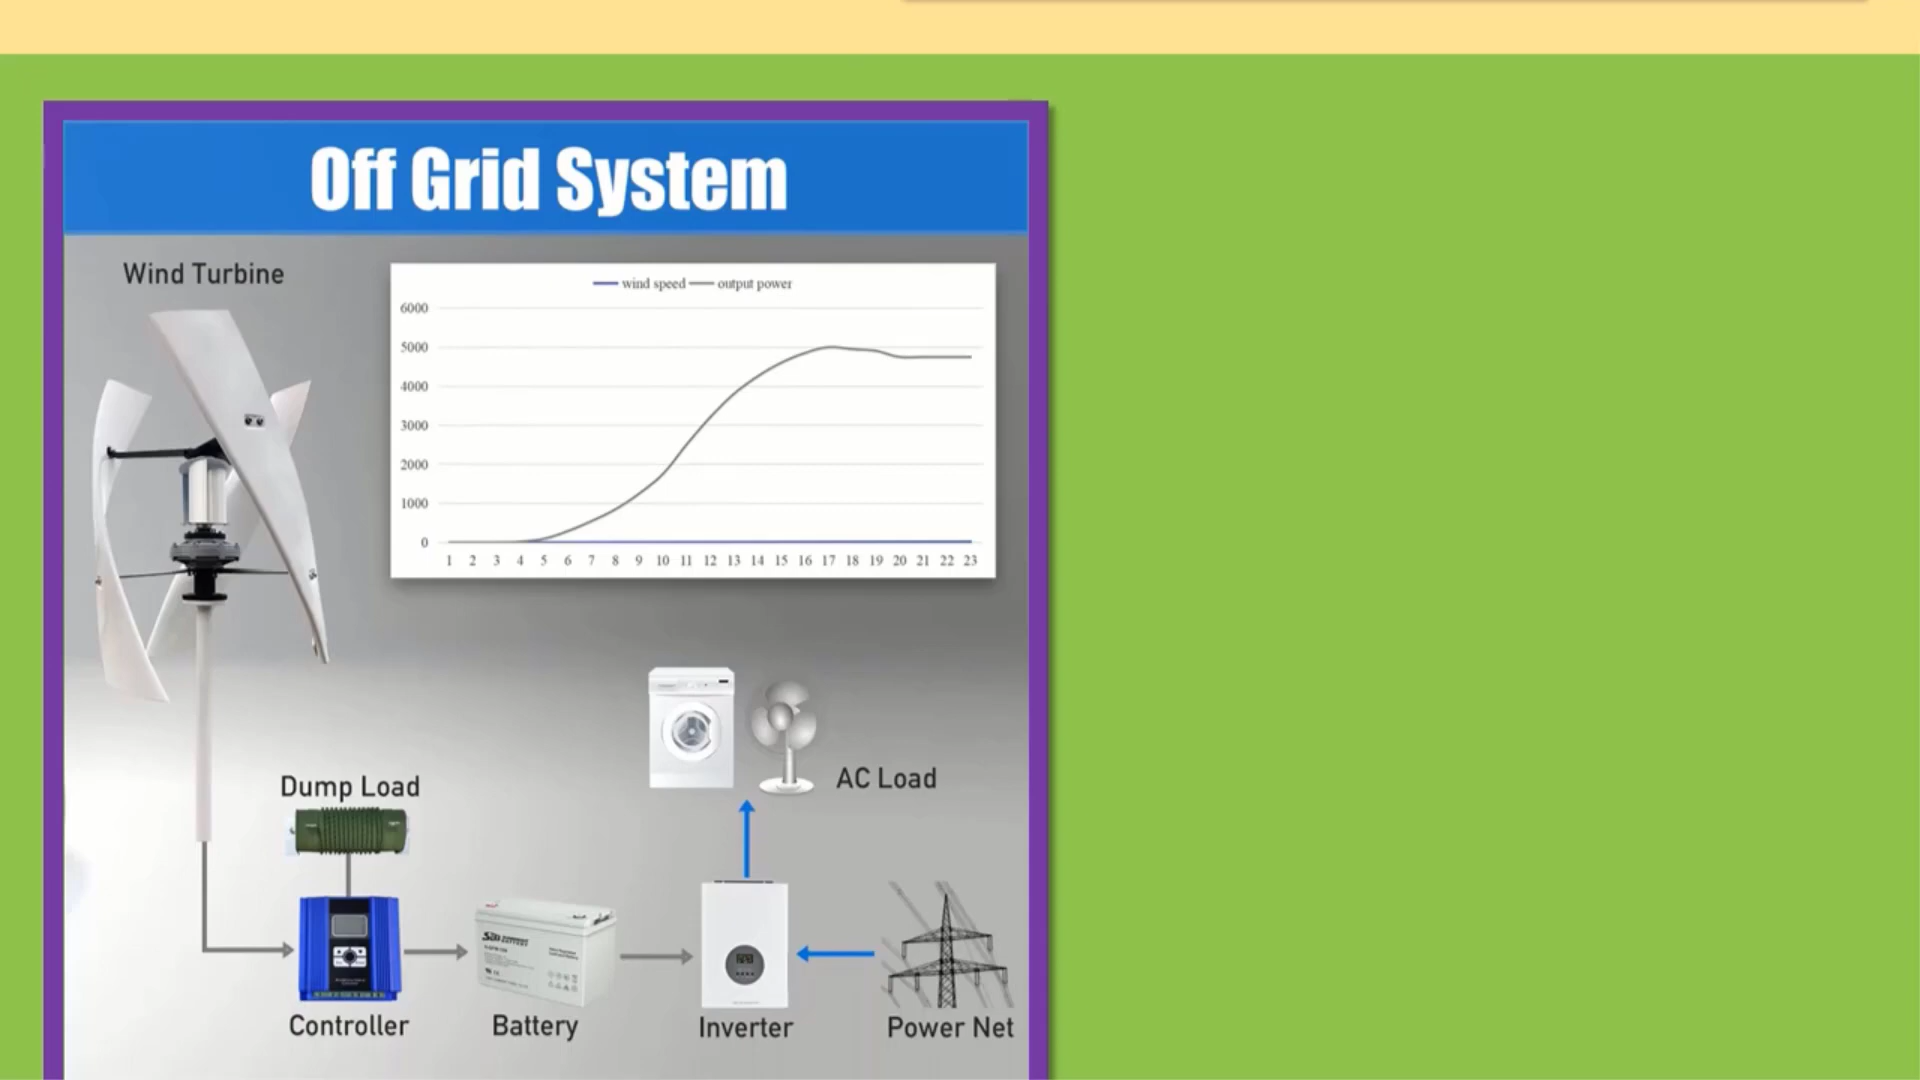 Off Grid System
Wind Turbine
wind speed output power
6000
5000
4000
3000
2000
1000
0
1 2 3 4 5 6 7 8 9 10 11 12 13 14 15 16 17 18 19 20 21 22 23
AC Load
Dump Load
Controller
Battery
Inverter
Power Net